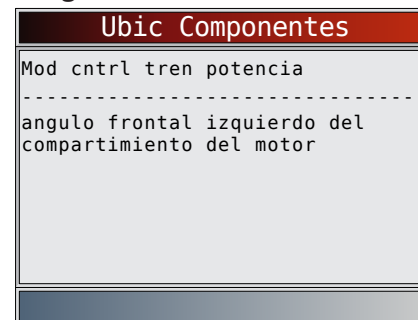 Ubic Componentes
Mod cntrl tren potencia
--------------------------------
angulo frontal izquierdo del
compartimiento del motor